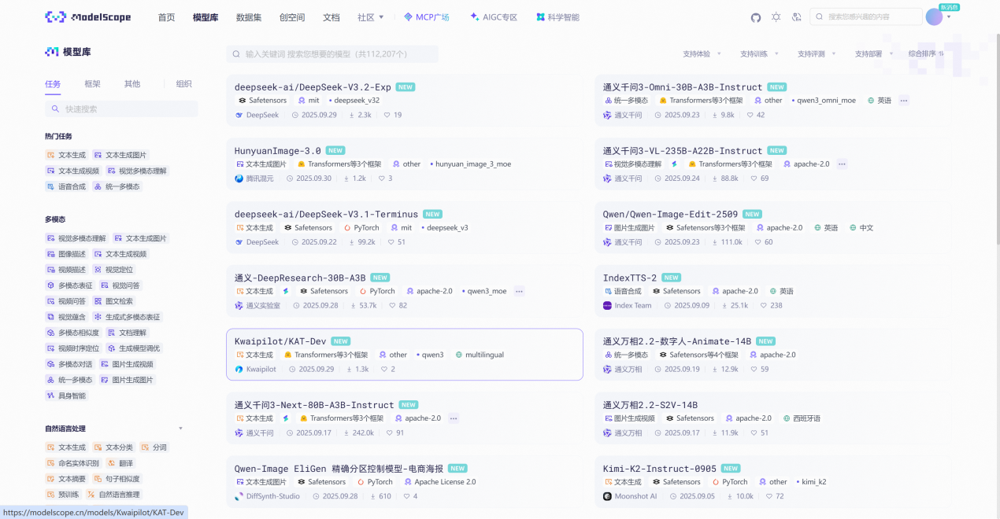 ModelScope 首页 模型库 数据集 创空间 文档 社区 MCP广场 AIGC专区 科学智能 搜索您感兴趣的内容 新消息
模型库
输入关键词 搜索您想要的模型（共112,207个）
支持体验 支持训练 支持评测 支持部署 综合排序
任务 框架 其他 组织
快速搜索
热门任务
文本生成 文本生成图片
文本生成视频 视觉多模态理解
语音合成 统一多模态
多模态
视觉多模态理解 文本生成图片
图像描述 文本生成视频
视频描述 视觉定位
多模态表征 视觉问答
视频问答 图文检索
视觉蕴含 生成式多模态表征
多模态相似度 文档理解
视频时序定位 生成模型调优
多模态对话 图片生成视频
统一多模态 图片生成图片
具身智能
自然语言处理
文本生成 文本分类 分词
命名实体识别 翻译
文本摘要 句子相似度
预训练 自然语言推理
deepseek-ai/DeepSeek-V3.2-Exp NEW
Safetensors mit deepseek_v32
DeepSeek 2025.09.29 2.3k 19
通义千问3-Omni-30B-A3B-Instruct NEW
统一多模态 Transformers等3个框架 other qwen3_omni_moe 英语 ...
通义千问 2025.09.23 9.8k 42
HunyuanImage-3.0 NEW
文本生成图片 Transformers等3个框架 other hunyuan_image_3_moe
腾讯混元 2025.09.30 1.2k 3
通义千问3-VL-235B-A22B-Instruct NEW
视觉多模态理解 Transformers等3个框架 apache-2.0 ...
通义千问 2025.09.24 88.8k 69
deepseek-ai/DeepSeek-V3.1-Terminus NEW
文本生成 Safetensors PyTorch mit deepseek_v3
DeepSeek 2025.09.22 99.2k 51
Qwen/Qwen-Image-Edit-2509 NEW
图片生成图片 Safetensors等3个框架 apache-2.0 英语 中文
通义千问 2025.09.23 111.0k 60
通义-DeepResearch-30B-A3B NEW
文本生成 Safetensors PyTorch apache-2.0 qwen3_moe ...
通义实验室 2025.09.28 53.7k 82
IndexTTS-2 NEW
语音合成 Safetensors apache-2.0 英语
Index Team 2025.09.09 25.1k 238
Kwaipilot/KAT-Dev NEW
文本生成 Transformers等3个框架 other qwen3 multilingual
Kwaipilot 2025.09.29 1.3k 2
通义万相2.2-数字人-Animate-14B NEW
统一多模态 Safetensors等4个框架 apache-2.0
通义万相 2025.09.19 12.9k 59
通义千问3-Next-80B-A3B-Instruct NEW
文本生成 Transformers等3个框架 apache-2.0 ...
通义千问 2025.09.17 242.0k 91
通义万相2.2-S2V-14B
图片生成视频 Safetensors apache-2.0 西班牙语
通义万相 2025.09.17 11.9k 51
Qwen-Image EliGen 精确分区控制模型-电商海报 NEW
文本生成图片 Safetensors PyTorch Apache License 2.0
DiffSynth-Studio 2025.09.28 610 4
Kimi-K2-Instruct-0905 NEW
文本生成 Safetensors PyTorch other kimi_k2
Moonshot AI 2025.09.05 10.0k 72
https://modelscope.cn/models/Kwaipilot/KAT-Dev